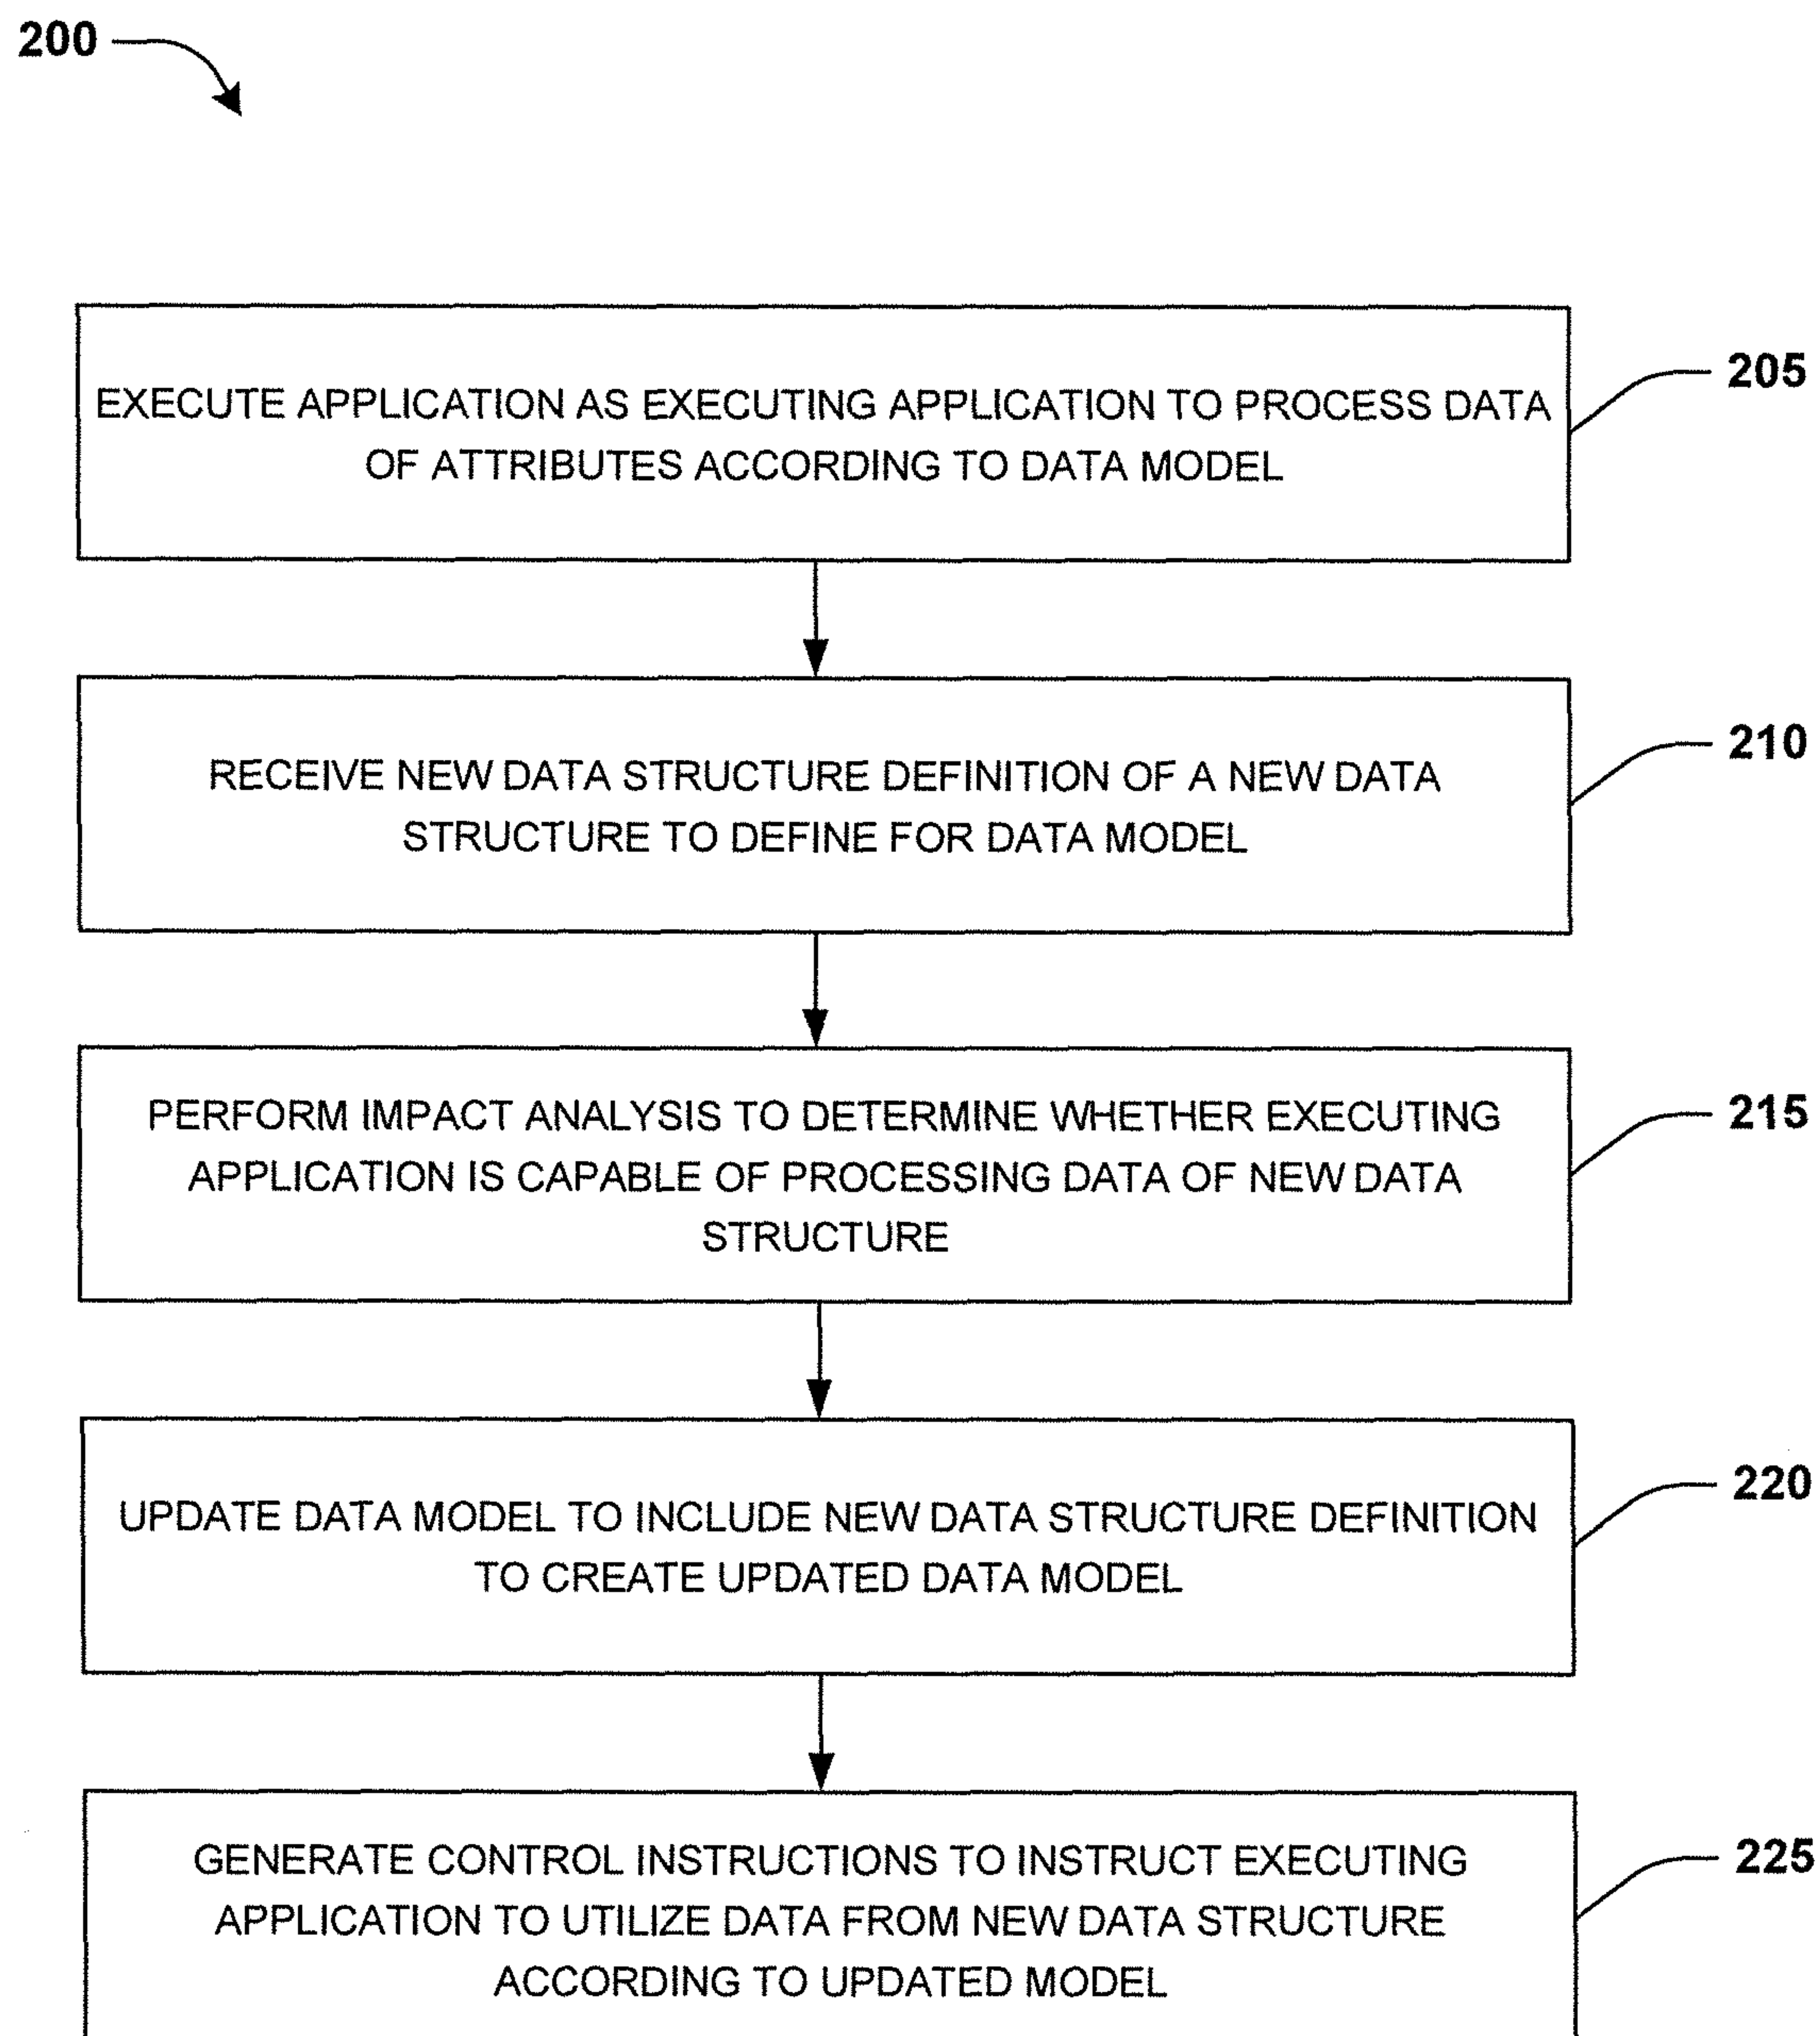 200
EXECUTE APPLICATION AS EXECUTING APPLICATION TO PROCESS DATA
OF ATTRIBUTES ACCORDING TO DATA MODEL
205
RECEIVE NEW DATA STRUCTURE DEFINITION OF A NEW DATA
STRUCTURE TO DEFINE FOR DATA MODEL
210
PERFORM IMPACT ANALYSIS TO DETERMINE WHETHER EXECUTING
APPLICATION IS CAPABLE OF PROCESSING DATA OF NEW DATA
STRUCTURE
215
UPDATE DATA MODEL TO INCLUDE NEW DATA STRUCTURE DEFINITION
TO CREATE UPDATED DATA MODEL
220
GENERATE CONTROL INSTRUCTIONS TO INSTRUCT EXECUTING
APPLICATION TO UTILIZE DATA FROM NEW DATA STRUCTURE
ACCORDING TO UPDATED MODEL
225